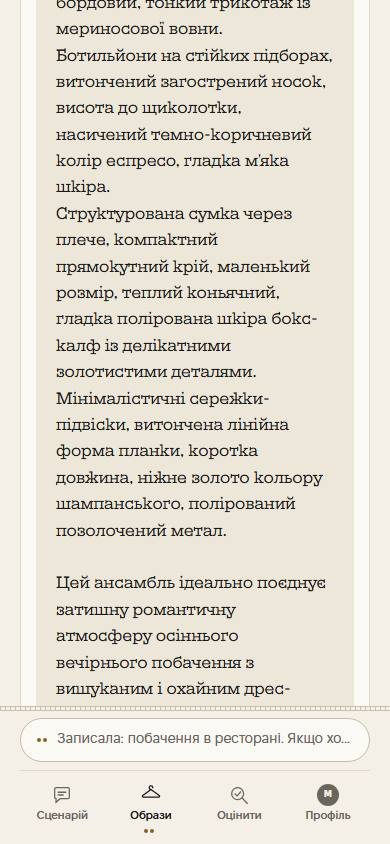 бордовий, тонкий трикотаж із
мериносової вовни.
Ботильйони на стійких підборах,
витончений загострений носок,
висота до щиколотки,
насичений темно-коричневий
колір еспресо, гладка м'яка
шкіра.
Структурована сумка через
плече, компактний
прямокутний крій, маленький
розмір, теплий коньячний,
гладка полірована шкіра бокс-
калф із делікатними
золотистими деталями.
Мінімалістичні сережки-
підвіски, витончена лінійна
форма планки, коротка
довжина, ніжне золото кольору
шампанського, полірований
позолочений метал.
Цей ансамбль ідеально поєднує
затишну романтичну
атмосферу осіннього
вечірнього побачення з
вишуканим і охайним дрес-
Записала: побачення в ресторані. Якщо хо...
Сценарій
Образи
Оцінити
М
Профіль